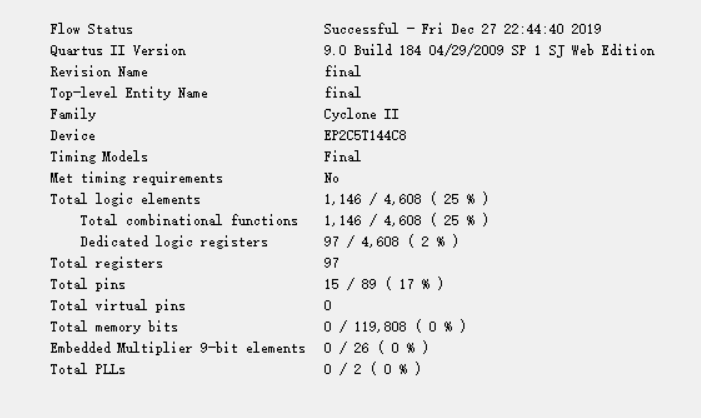 Flow Status Successful - Fri Dec 27 22:44:40 2019
Quartus II Version 9.0 Build 184 04/29/2009 SP 1 SJ Web Edition
Revision Name final
Top-level Entity Name final
Family Cyclone II
Device EP2C5T144C8
Timing Models Final
Met timing requirements No
Total logic elements 1,146 / 4,608 ( 25 % )
Total combinational functions 1,146 / 4,608 ( 25 % )
Dedicated logic registers 97 / 4,608 ( 2 % )
Total registers 97
Total pins 15 / 89 ( 17 % )
Total virtual pins 0
Total memory bits 0 / 119,808 ( 0 % )
Embedded Multiplier 9-bit elements 0 / 26 ( 0 % )
Total PLLs 0 / 2 ( 0 % )